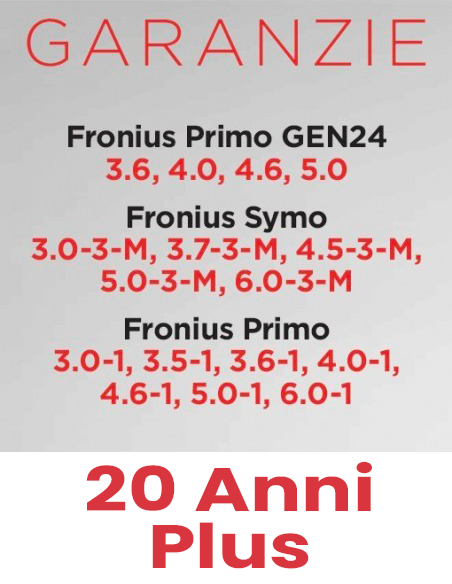 GARANZIE
Fronius Primo GEN24
3.6, 4.0, 4.6, 5.0
Fronius Symo
3.0-3-M, 3.7-3-M, 4.5-3-M,
5.0-3-M, 6.0-3-M
Fronius Primo
3.0-1, 3.5-1, 3.6-1, 4.0-1,
4.6-1, 5.0-1, 6.0-1
20 Anni
Plus